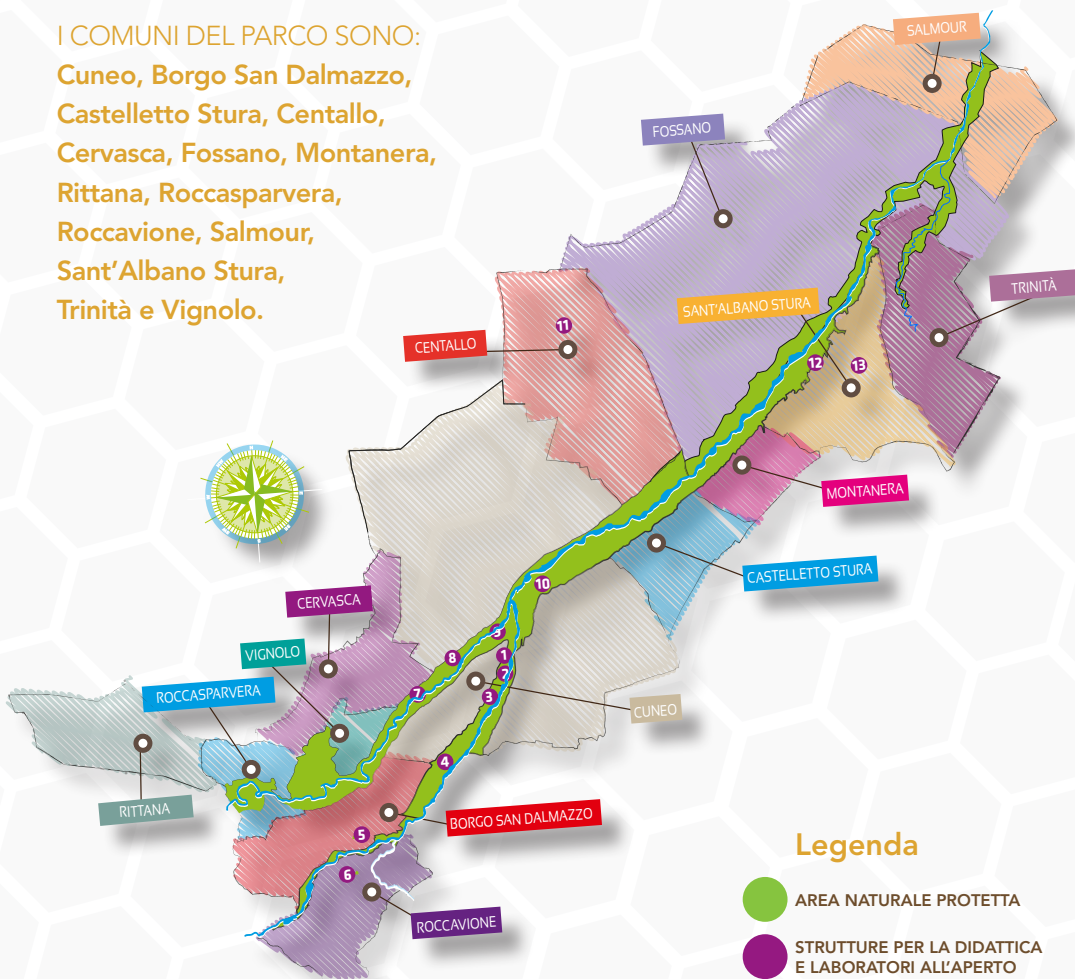 I COMUNI DEL PARCO SONO:
Cuneo, Borgo San Dalmazzo,
Castelletto Stura, Centallo,
Cervasca, Fossano, Montanera,
Rittana, Roccasparvera,
Roccavione, Salmour,
Sant'Albano Stura,
Trinità e Vignolo.
SALMOUR
FOSSANO
TRINITÀ
SANT'ALBANO STURA
11
CENTALLO
12
13
MONTANERA
CASTELLETTO STURA
10
CERVASCA
9
VIGNOLO
8
1
2
ROCCASPARVERA
7
3
CUNEO
4
RITTANA
BORGO SAN DALMAZZO
5
6
ROCCAVIONE
Legenda
AREA NATURALE PROTETTA
STRUTTURE PER LA DIDATTICA
E LABORATORI ALL'APERTO